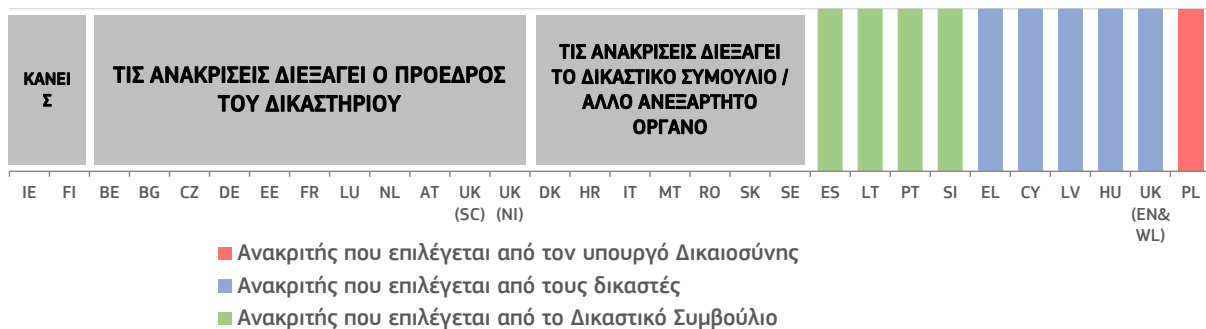 ΚΑΝΕΙ
Σ
ΤΙΣ ΑΝΑΚΡΙΣΕΙΣ ΔΙΕΞΑΓΕΙ Ο ΠΡΟΕΔΡΟΣ
ΤΟΥ ΔΙΚΑΣΤΗΡΙΟΥ
ΤΙΣ ΑΝΑΚΡΙΣΕΙΣ ΔΙΕΞΑΓΕΙ
ΤΟ ΔΙΚΑΣΤΙΚΟ ΣΥΜΟΥΛΙΟ /
ΑΛΛΟ ΑΝΕΞΑΡΤΗΤΟ
ΟΡΓΑΝΟ
IE FI BE BG CZ DE EE FR LU NL AT UK UK DK HR IT MT RO SK SE ES LT PT SI EL CY LV HU UK PL
(SC) (NI) (EN&
WL)
Ανακριτής που επιλέγεται από τον υπουργό Δικαιοσύνης
Ανακριτής που επιλέγεται από τους δικαστές
Ανακριτής που επιλέγεται από το Δικαστικό Συμβούλιο